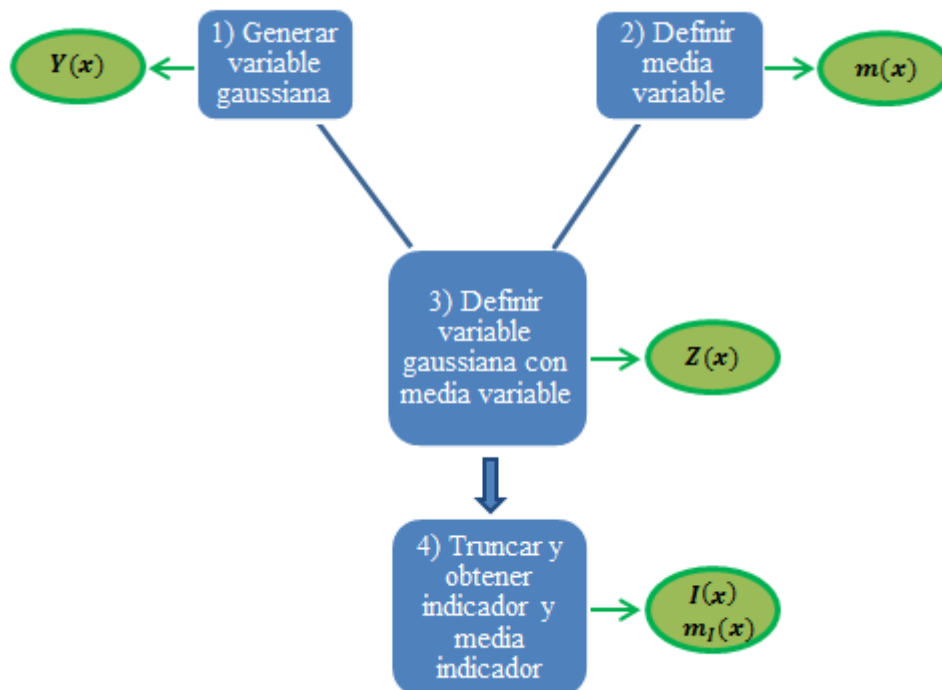 Y(x)
1) Generar
variable
gaussiana
2) Definir
media
variable
m(x)
3) Definir
variable
gaussiana con
media variable
Z(x)
4) Truncar y
obtener
indicador y
media
indicador
I(x)
m_I(x)